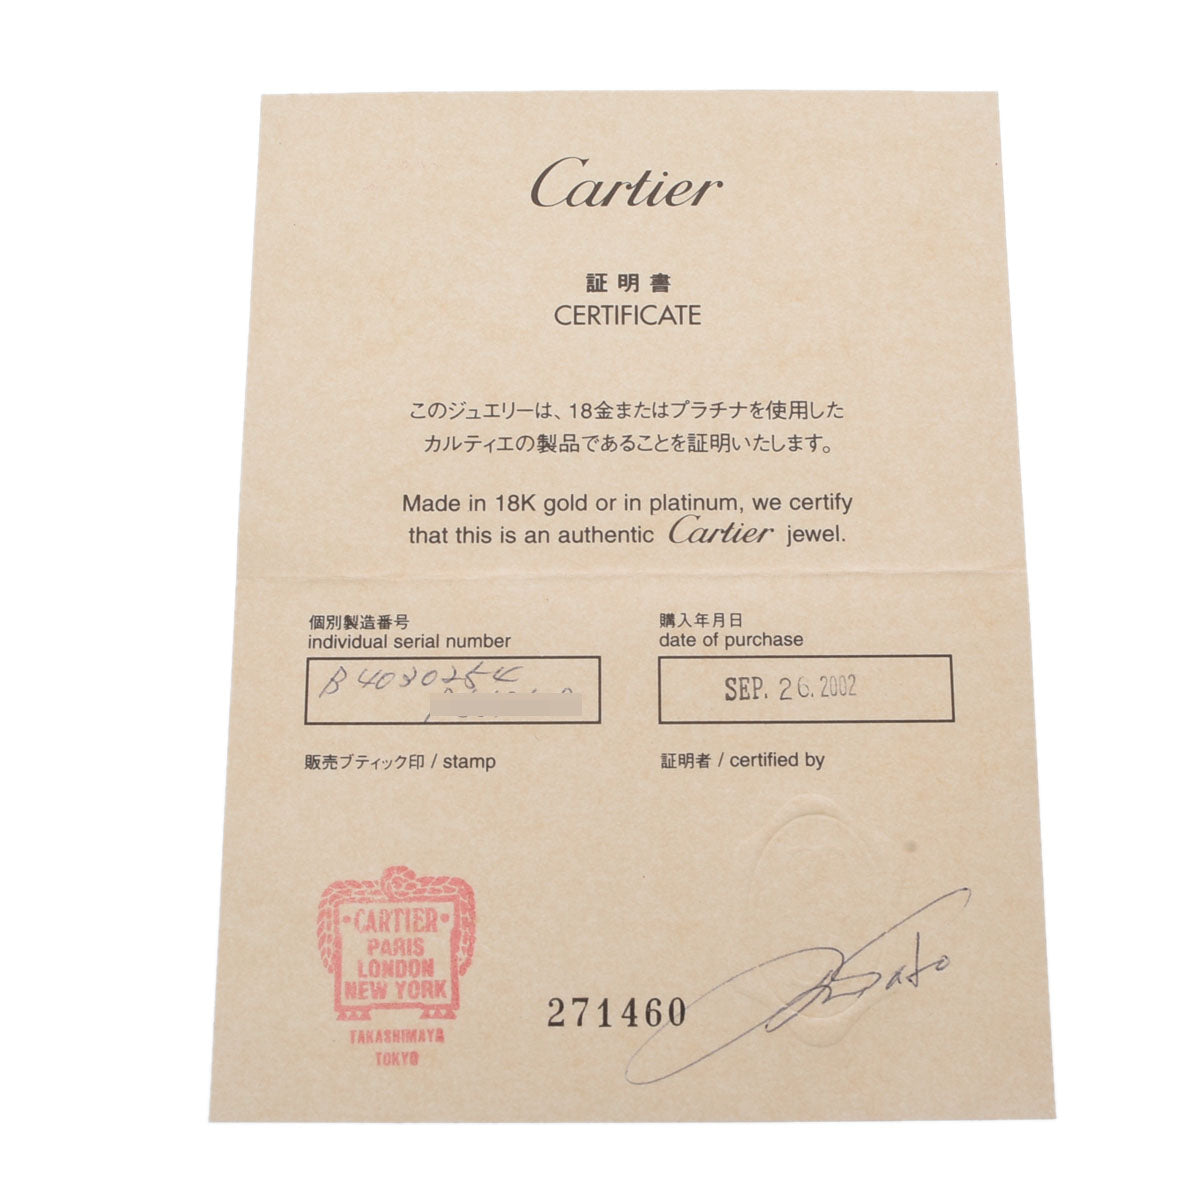 Cartier
証明書
CERTIFICATE
このジュエリーは、18金またはプラチナを使用した
カルティエの製品であることを証明いたします。
Made in 18K gold or in platinum, we certify
that this is an authentic Cartier jewel.
個別製造番号
individual serial number
B4030254
購入年月日
date of purchase
SEP. 26. 2002
販売ブティック印 / stamp
証明者 / certified by
•CARTIER•
PARIS
LONDON
NEW YORK
TAKASHIMAYA
TOKYO
271460